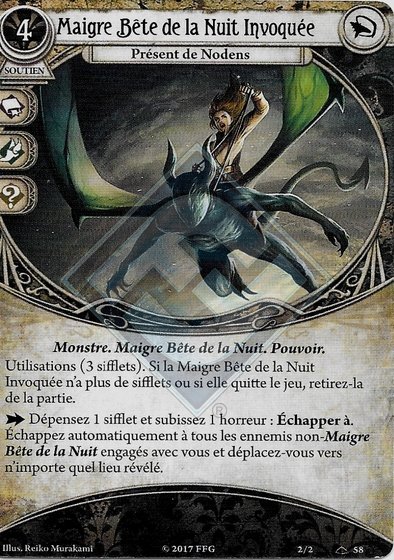 4
Maigre Bête de la Nuit Invoquée
SOUTIEN
Présent de Nodens
?
Monstre. Maigre Bête de la Nuit. Pouvoir.
Utilisations (3 sifflets). Si la Maigre Bête de la Nuit
Invoquée n'a plus de sifflets ou si elle quitte le jeu, retirez-la
de la partie.
Dépensez 1 sifflet et subissez 1 horreur : Échapper à.
Échappez automatiquement à tous les ennemis non-Maigre
Bête de la Nuit engagés avec vous et déplacez-vous vers
n'importe quel lieu révélé.
®
Illus. Reiko Murakami
© 2017 FFG
2/2
58